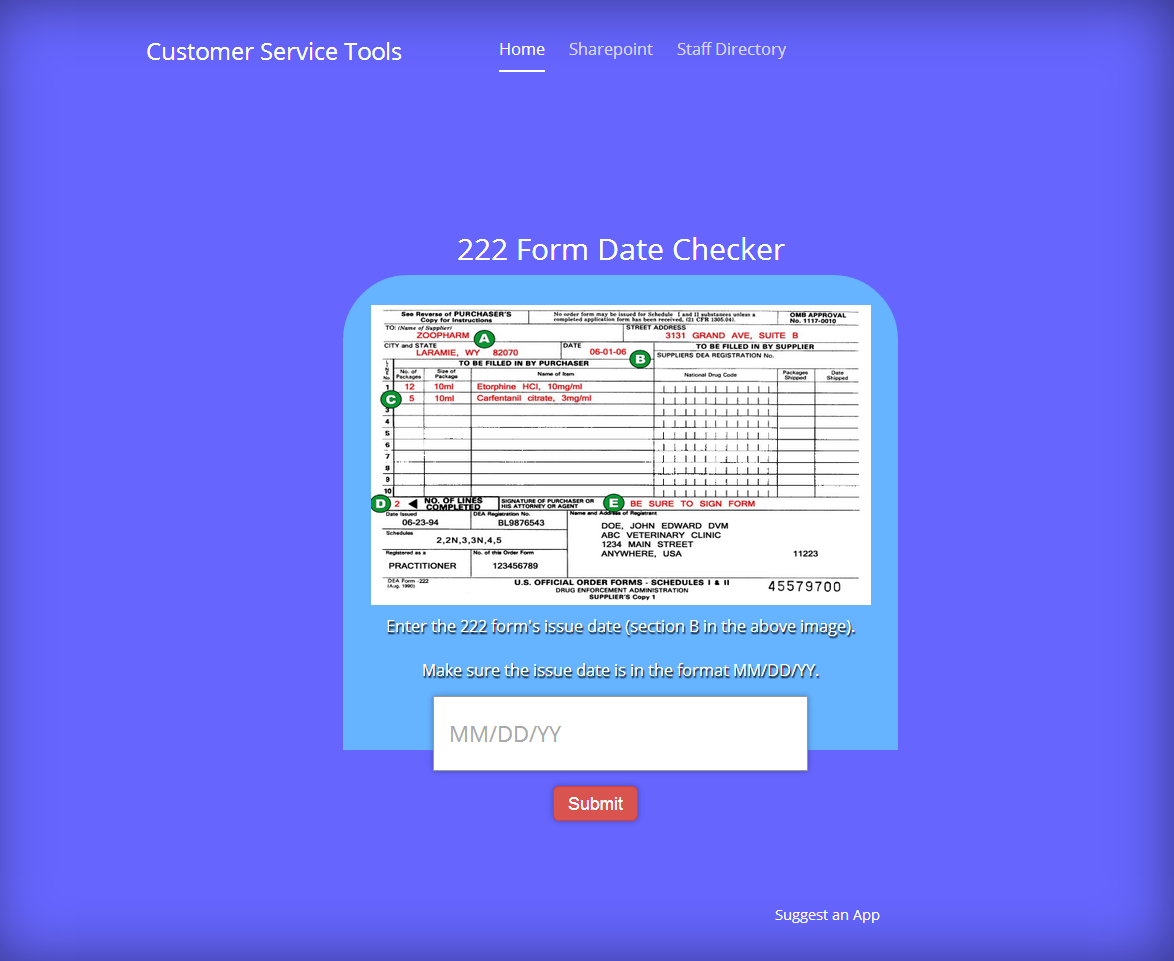 Customer Service Tools
Home Sharepoint Staff Directory
222 Form Date Checker
See Reverse of PURCHASER'S
Copy for Instructions
No order form may be issued for Schedule I and II substances unless a
completed application form has been received, (21 CFR 1305.04).
OMB APPROVAL
No. 1117-0010
TO: (Name of Supplier)
ZOOPHARM
A
STREET ADDRESS
3131 GRAND AVE, SUITE B
CITY and STATE
LARAMIE, WY 82070
DATE
06-01-06
B
TO BE FILLED IN BY SUPPLIER
SUPPLIERS DEA REGISTRATION No.
TO BE FILLED IN BY PURCHASER
LINE No.
No. of
Packages
Size of
Package
Name of Item
National Drug Code
Packages
Shipped
Date
Shipped
1 12 10ml Etorphine HCl, 10mg/ml
C 5 10ml Carfentanil citrate, 3mg/ml
3
4
5
6
7
8
9
10
D 2 ◀ NO. OF LINES
COMPLETED
SIGNATURE OF PURCHASER OR
HIS ATTORNEY OR AGENT
E BE SURE TO SIGN FORM
Date Issued
06-23-94
DEA Registration No.
BL9876543
Name and Address of Registrant
DOE, JOHN EDWARD DVM
ABC VETERINARY CLINIC
1234 MAIN STREET
ANYWHERE, USA 11223
Schedules
2,2N,3,3N,4,5
Registered as a
PRACTITIONER
No. of this Order Form
123456789
DEA Form -222
(Aug. 1990)
U.S. OFFICIAL ORDER FORMS - SCHEDULES I & II
DRUG ENFORCEMENT ADMINISTRATION
SUPPLIER'S Copy 1
45579700
Enter the 222 form's issue date (section B in the above image).
Make sure the issue date is in the format MM/DD/YY.
MM/DD/YY
Submit
Suggest an App